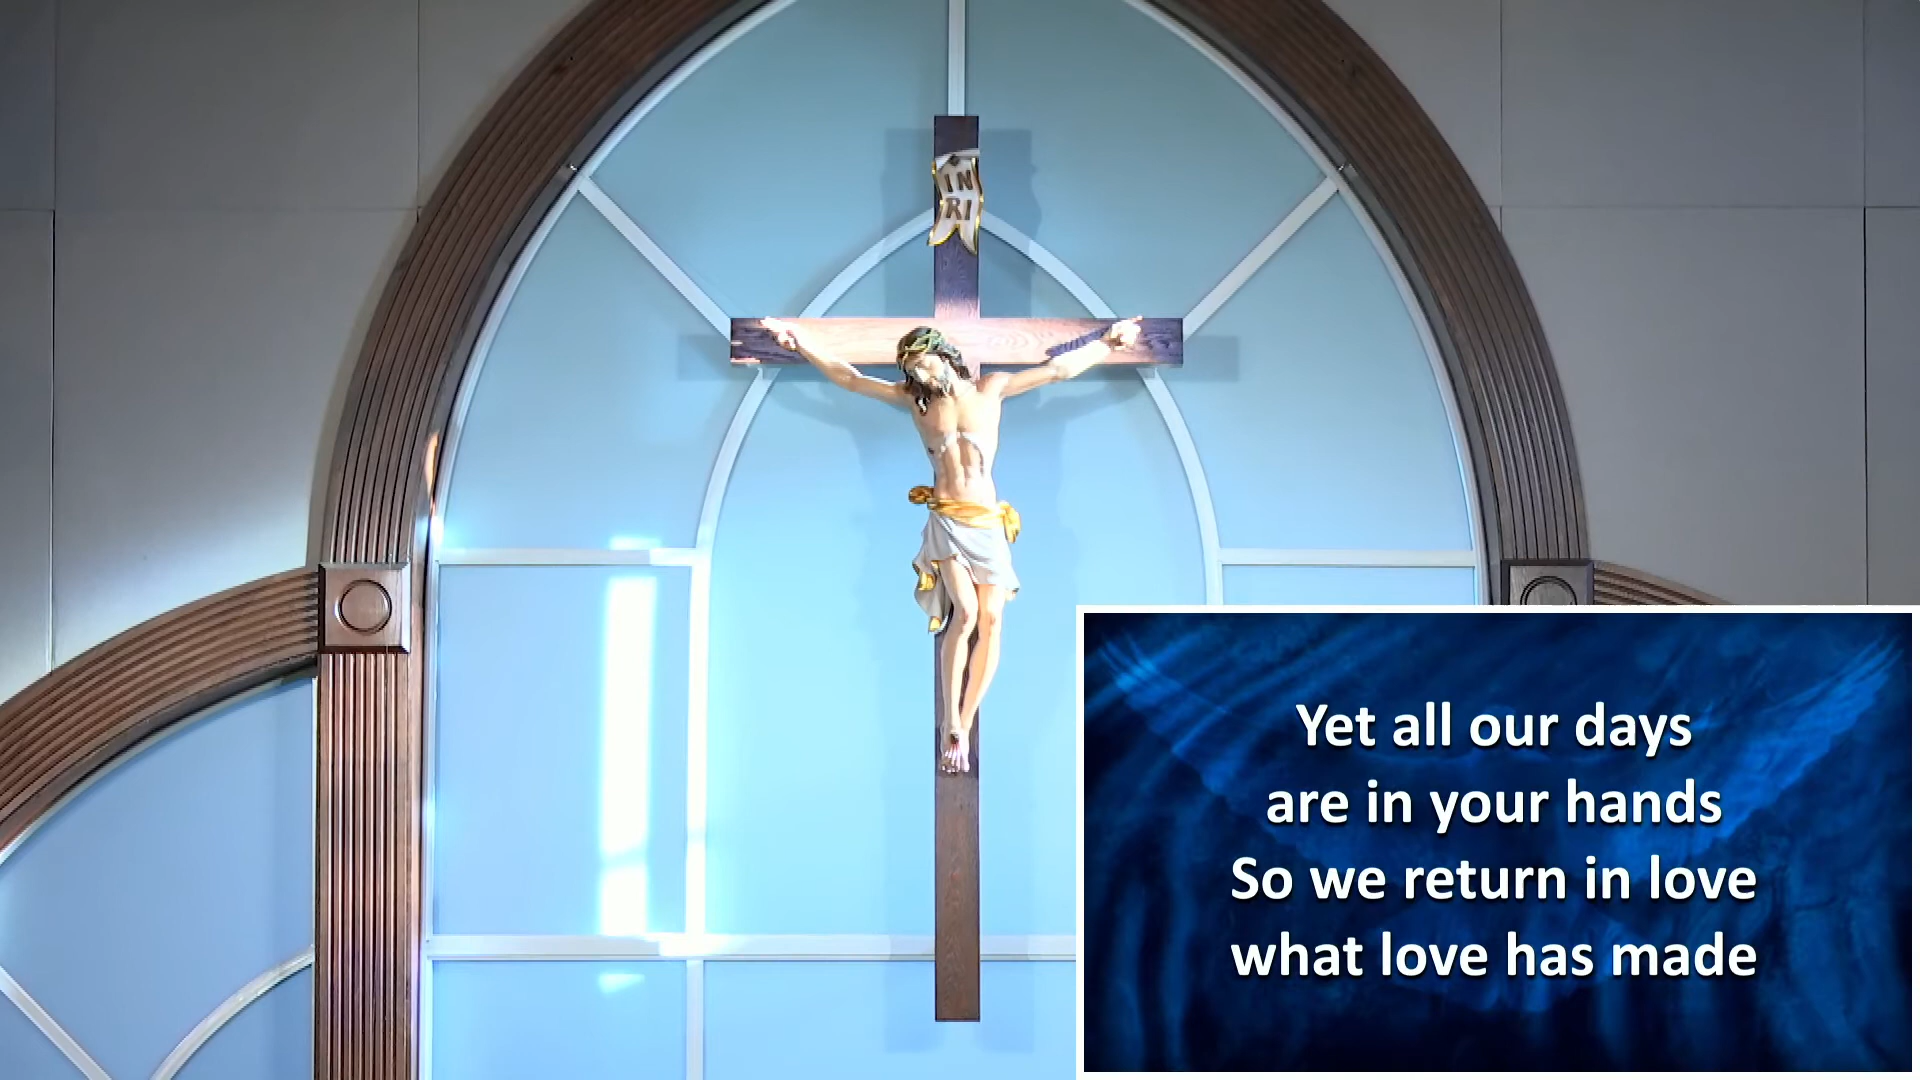 IN
RI
Yet all our days
are in your hands
So we return in love
what love has made